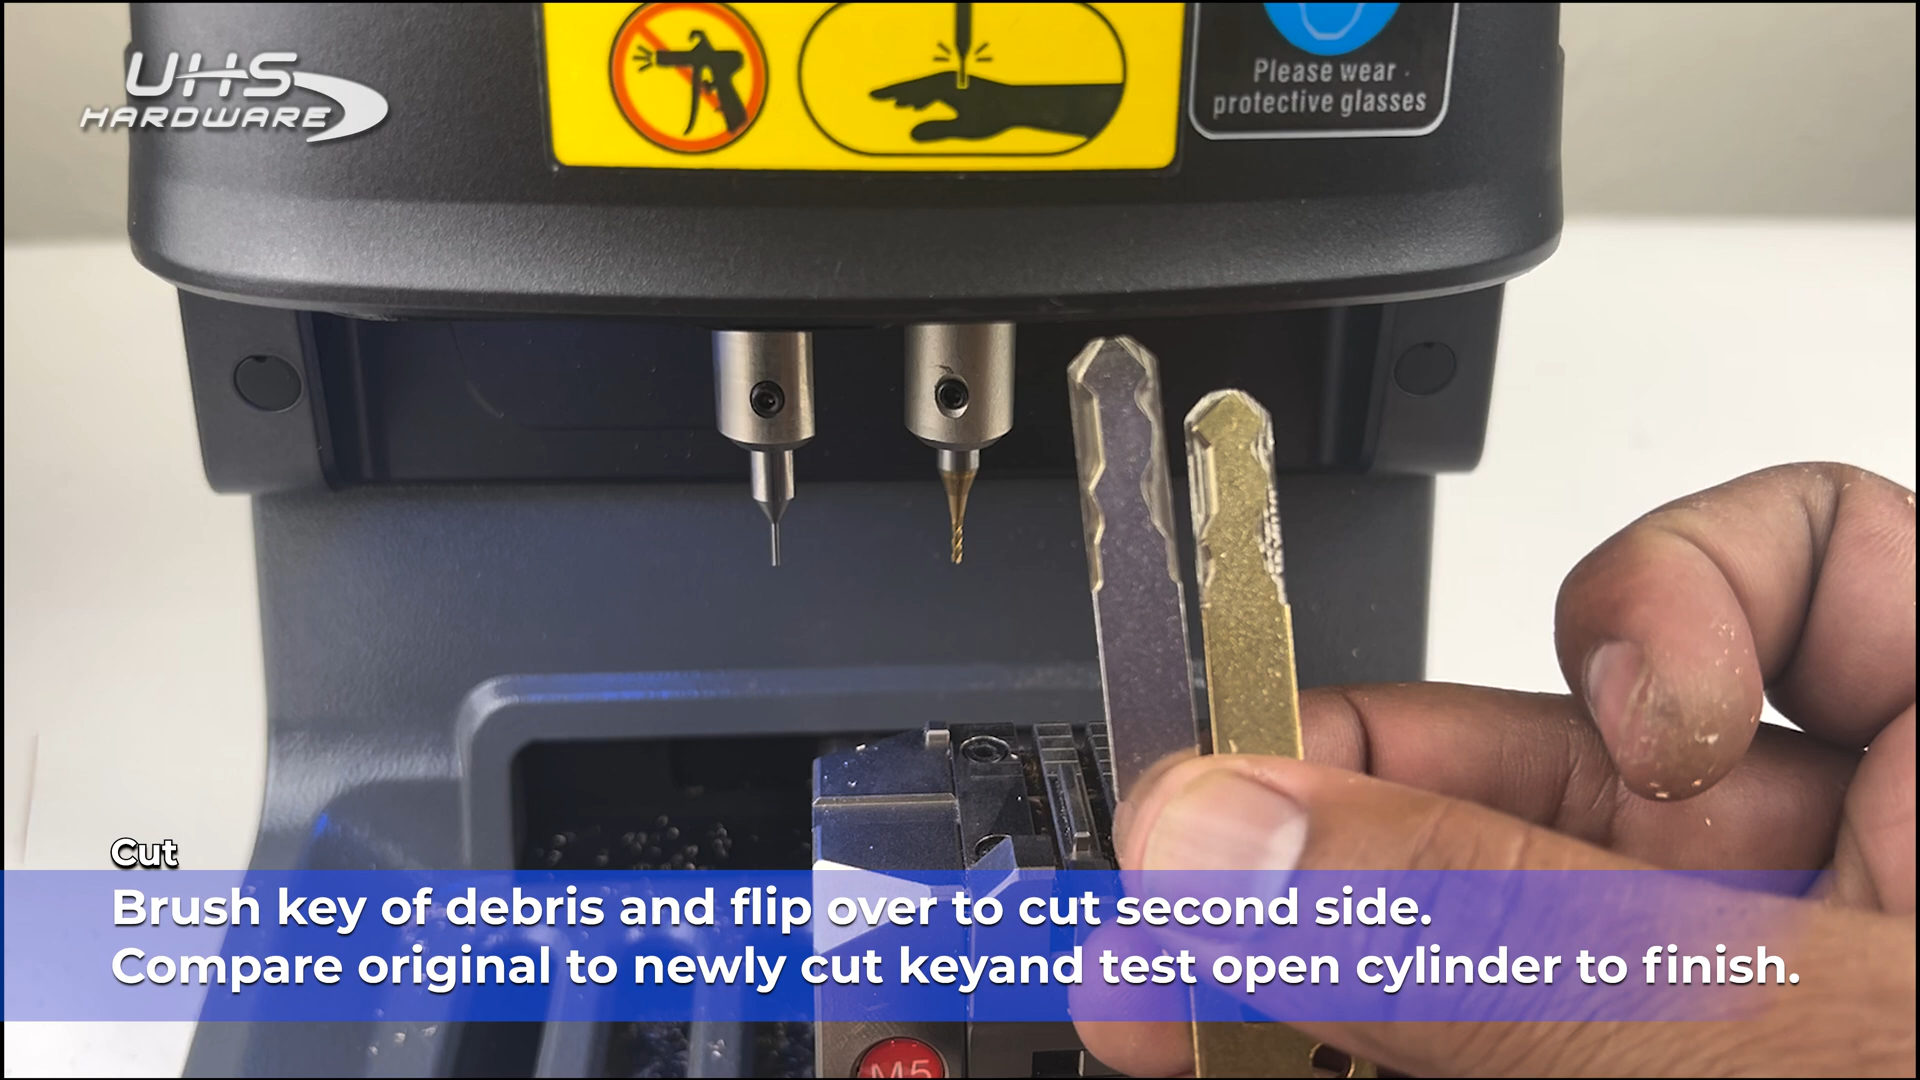 UHS
HARDWARE
Please wear
protective glasses
Cut
Brush key of debris and flip over to cut second side.
Compare original to newly cut keyand test open cylinder to finish.
M5